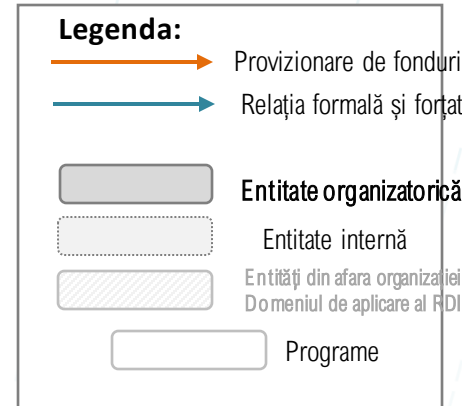 Legenda:
Provizionare de fonduri
Relația formală și forțat
Entitate organizatorică
Entitate internă
Entități din afara organizației
Domeniul de aplicare al RDI
Programe